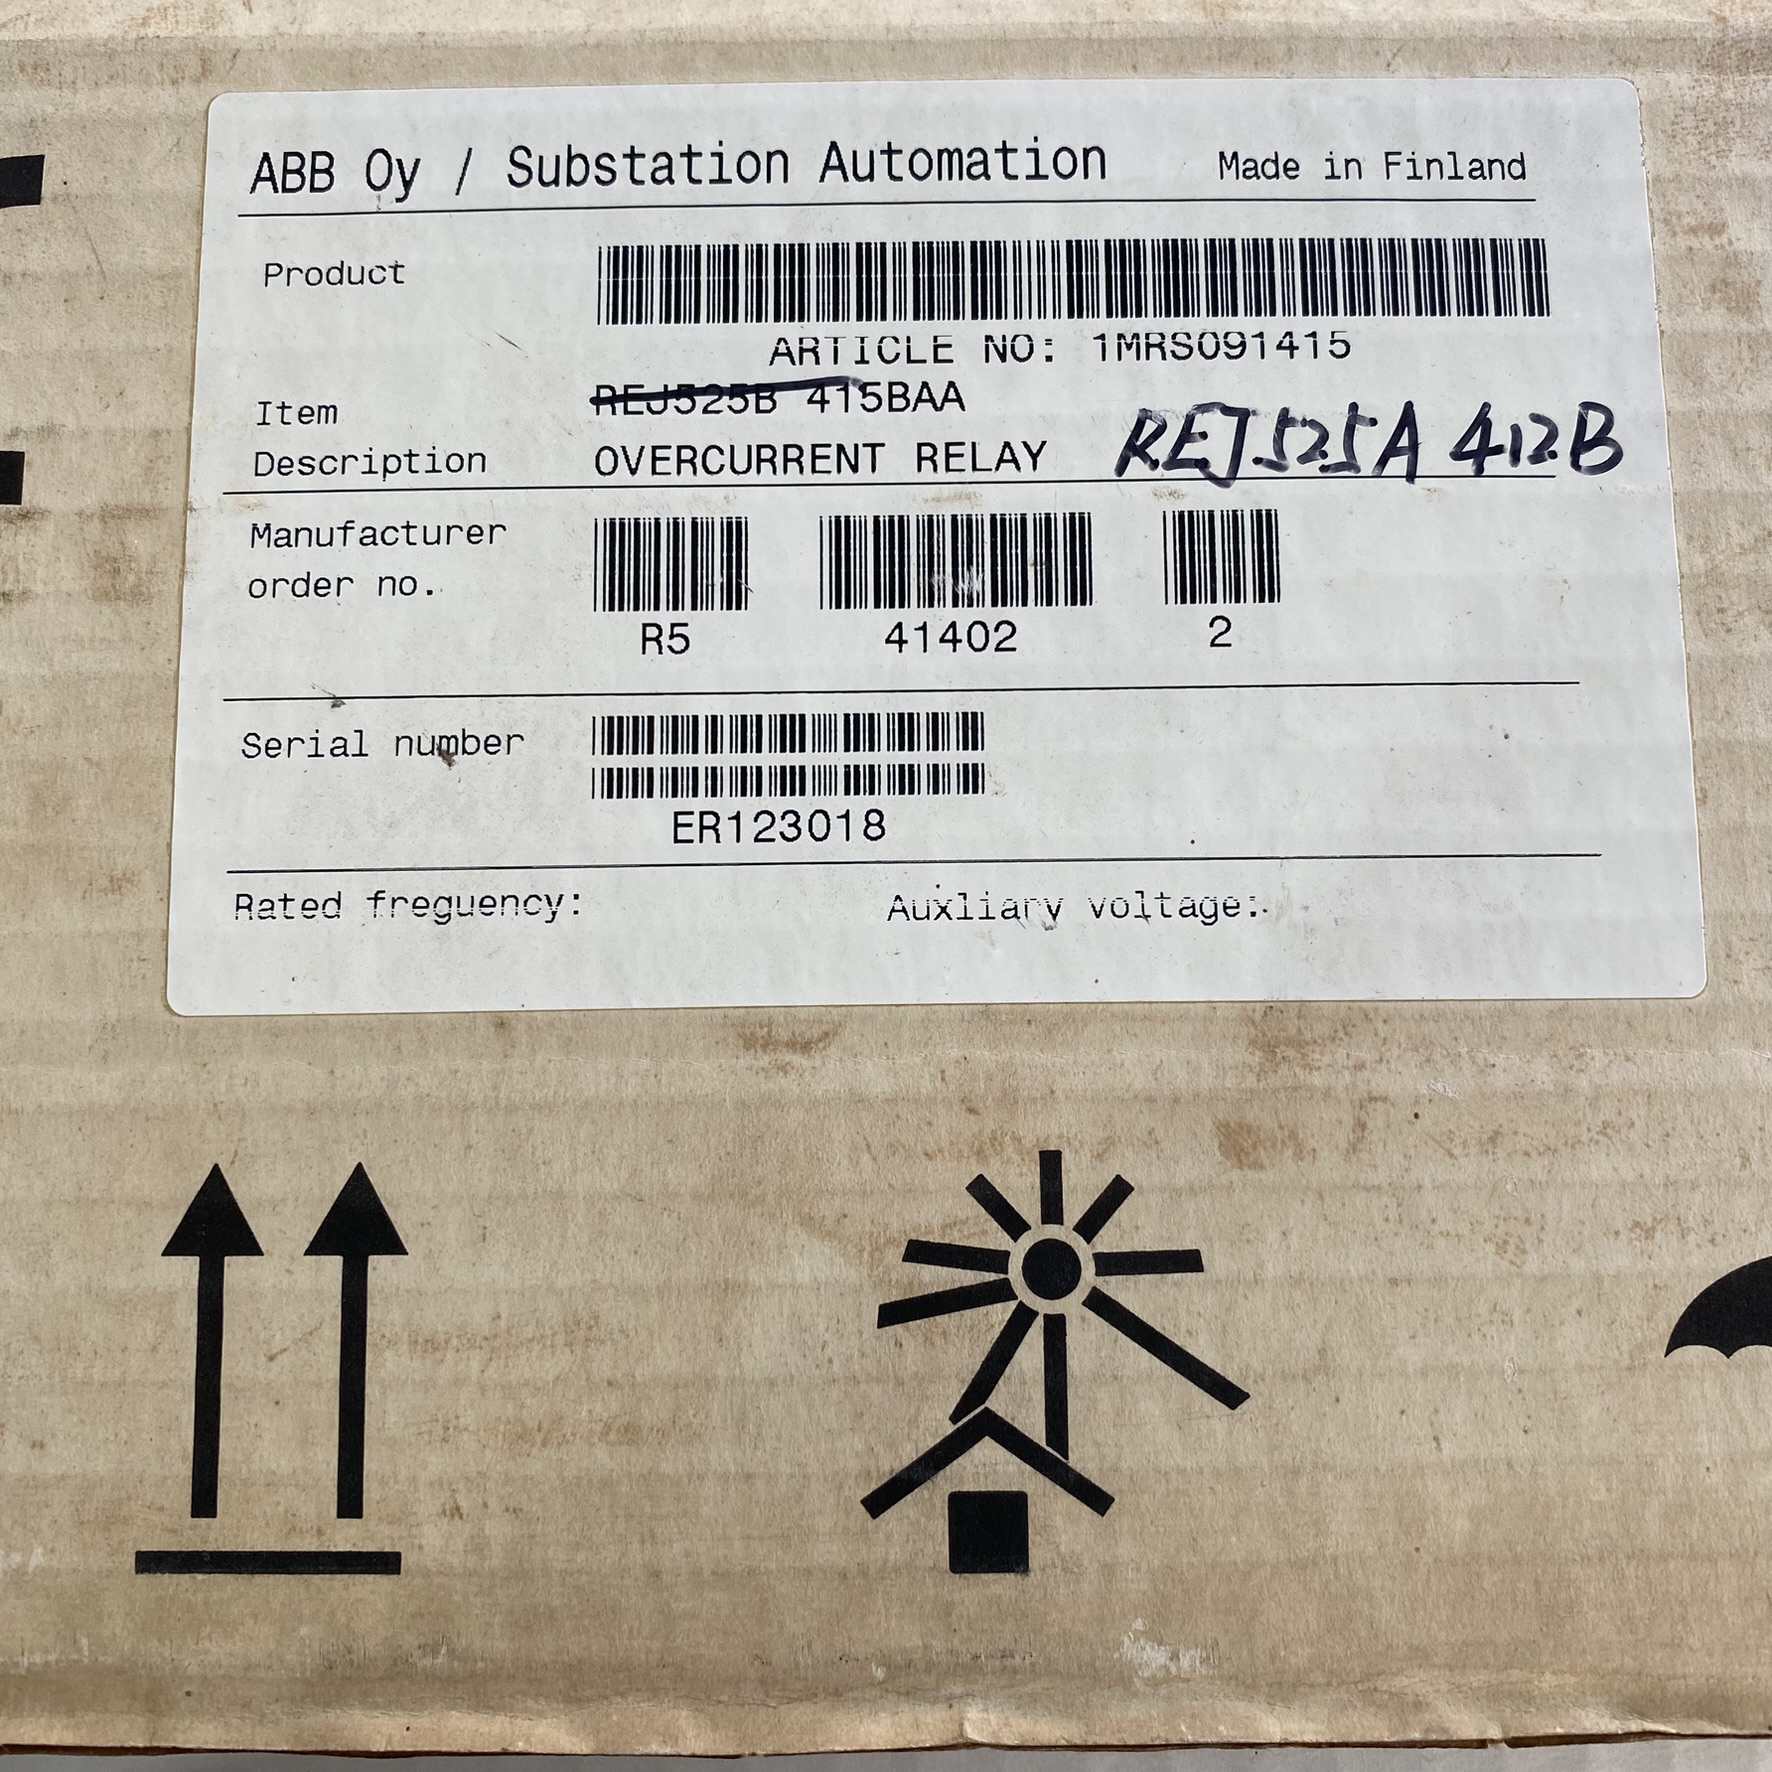 ABB Oy / Substation Automation Made in Finland
Product
ARTICLE NO: 1MRS091415
REJ525B 415BAA
Item
Description OVERCURRENT RELAY REJ525A 412B
Manufacturer
order no.
R5 41402 2
Serial number
ER123018
Rated freguency: Auxliary voltage: